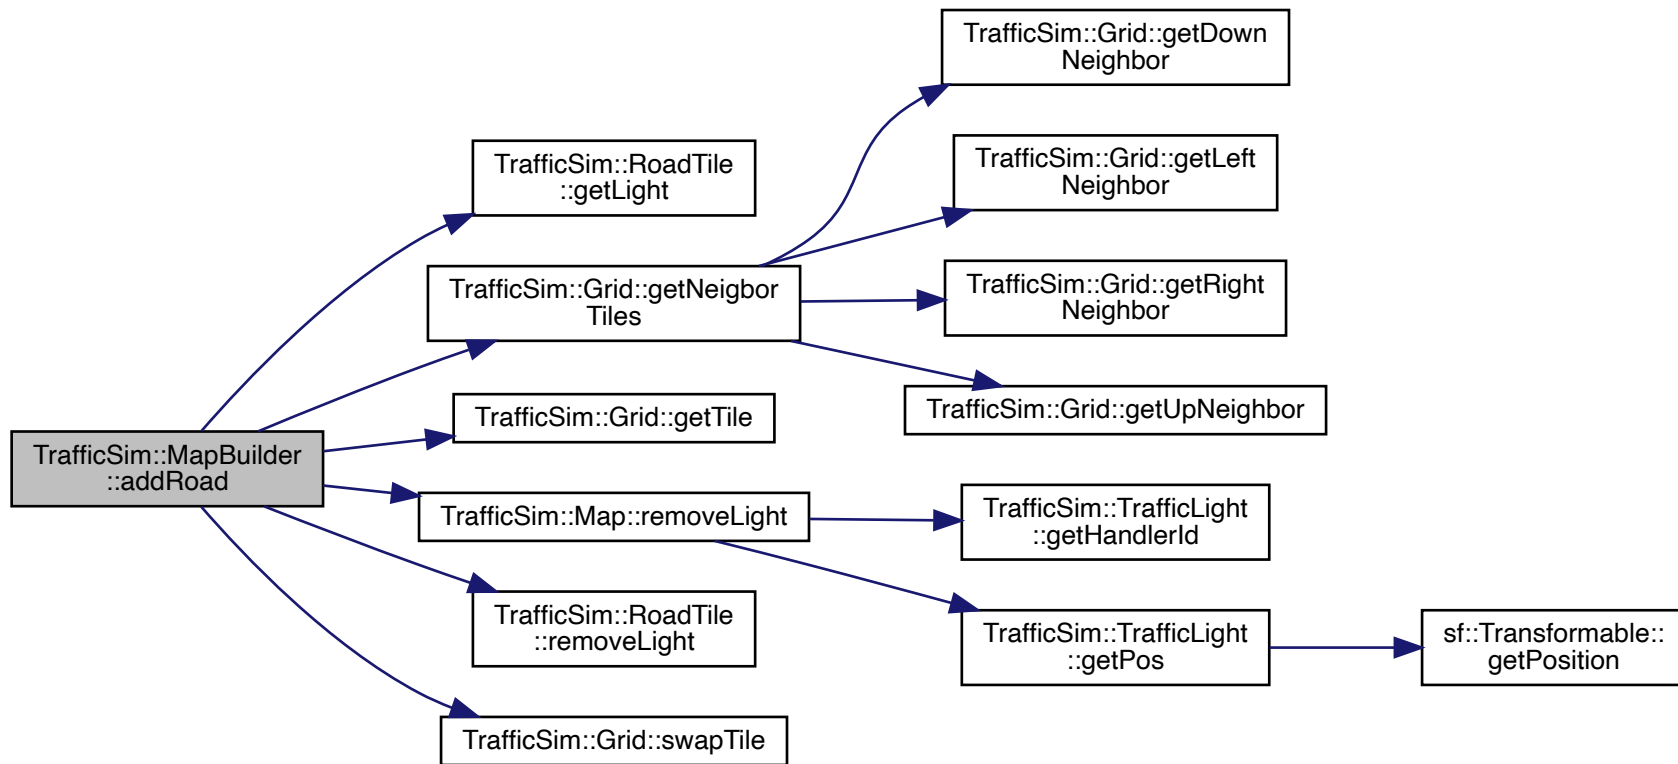 TrafficSim::Grid::getDown
Neighbor
TrafficSim::RoadTile
::getLight
TrafficSim::Grid::getLeft
Neighbor
TrafficSim::Grid::getNeigbor
Tiles
TrafficSim::Grid::getRight
Neighbor
TrafficSim::Grid::getTile
TrafficSim::Grid::getUpNeighbor
TrafficSim::MapBuilder
::addRoad
TrafficSim::Map::removeLight
TrafficSim::TrafficLight
::getHandlerId
TrafficSim::RoadTile
::removeLight
TrafficSim::TrafficLight
::getPos
sf::Transformable::
getPosition
TrafficSim::Grid::swapTile